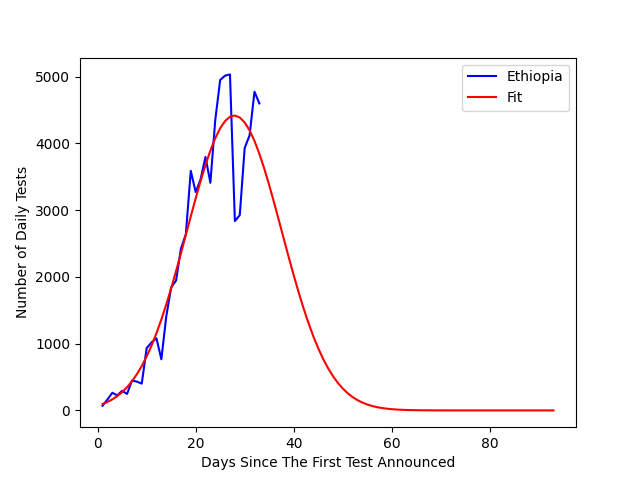 Ethiopia
Fit
5000
4000
3000
2000
1000
0
Number of Daily Tests
0 20 40 60 80
Days Since The First Test Announced